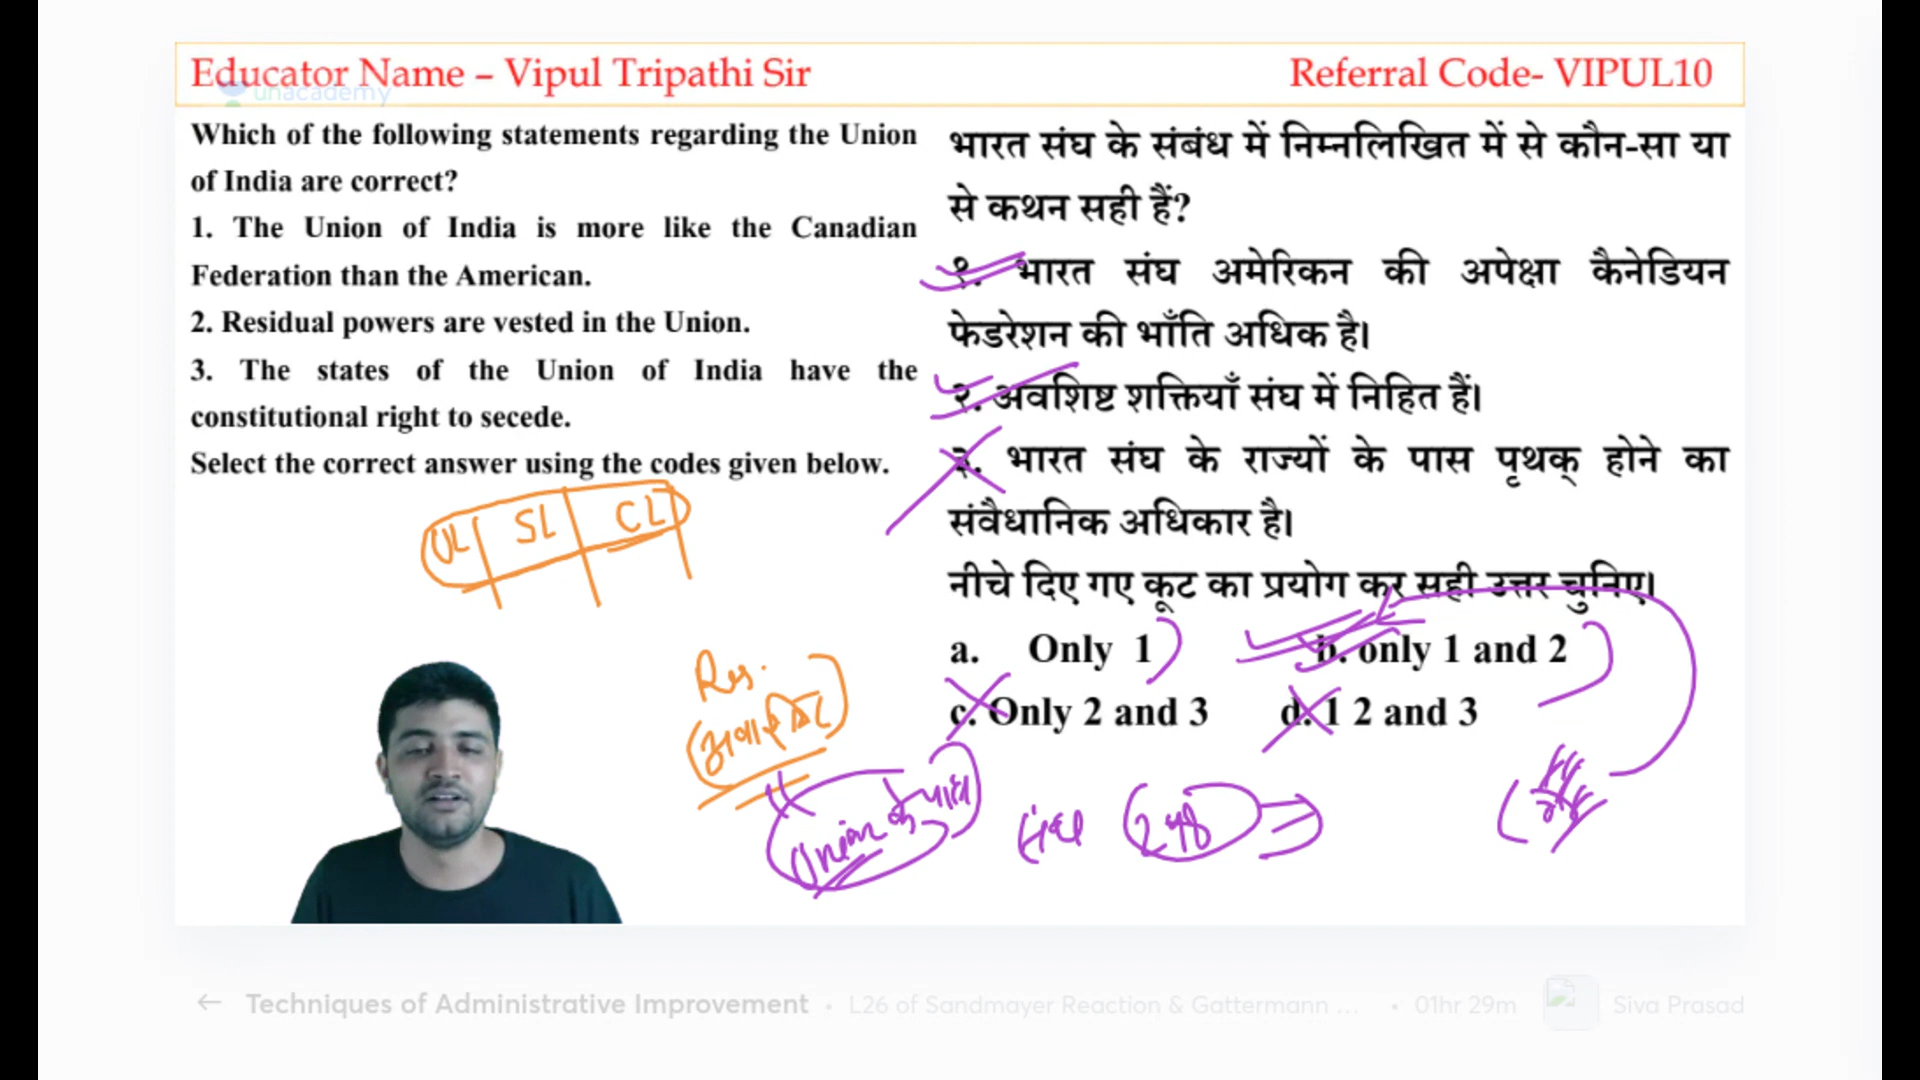 Educator Name – Vipul Tripathi Sir
Referral Code- VIPUL10
unacademy
Which of the following statements regarding the Union
of India are correct?
1. The Union of India is more like the Canadian
Federation than the American.
2. Residual powers are vested in the Union.
3. The states of the Union of India have the
constitutional right to secede.
Select the correct answer using the codes given below.
UL SL CL
भारत संघ के संबंध में निम्नलिखित में से कौन-सा या
से कथन सही हैं?
१. भारत संघ अमेरिकन की अपेक्षा कैनेडियन
फेडरेशन की भाँति अधिक है।
२. अवशिष्ट शक्तियाँ संघ में निहित हैं।
३. भारत संघ के राज्यों के पास पृथक् होने का
संवैधानिक अधिकार है।
नीचे दिए गए कूट का प्रयोग कर सही उत्तर चुनिए।
a. Only 1
b. only 1 and 2
c. Only 2 and 3
d. 1 2 and 3
Res.
Union के पास
248
← Techniques of Administrative Improvement • L26 of Sandmayer Reaction & Gattermann ... • 01hr 29m Siva Prasad